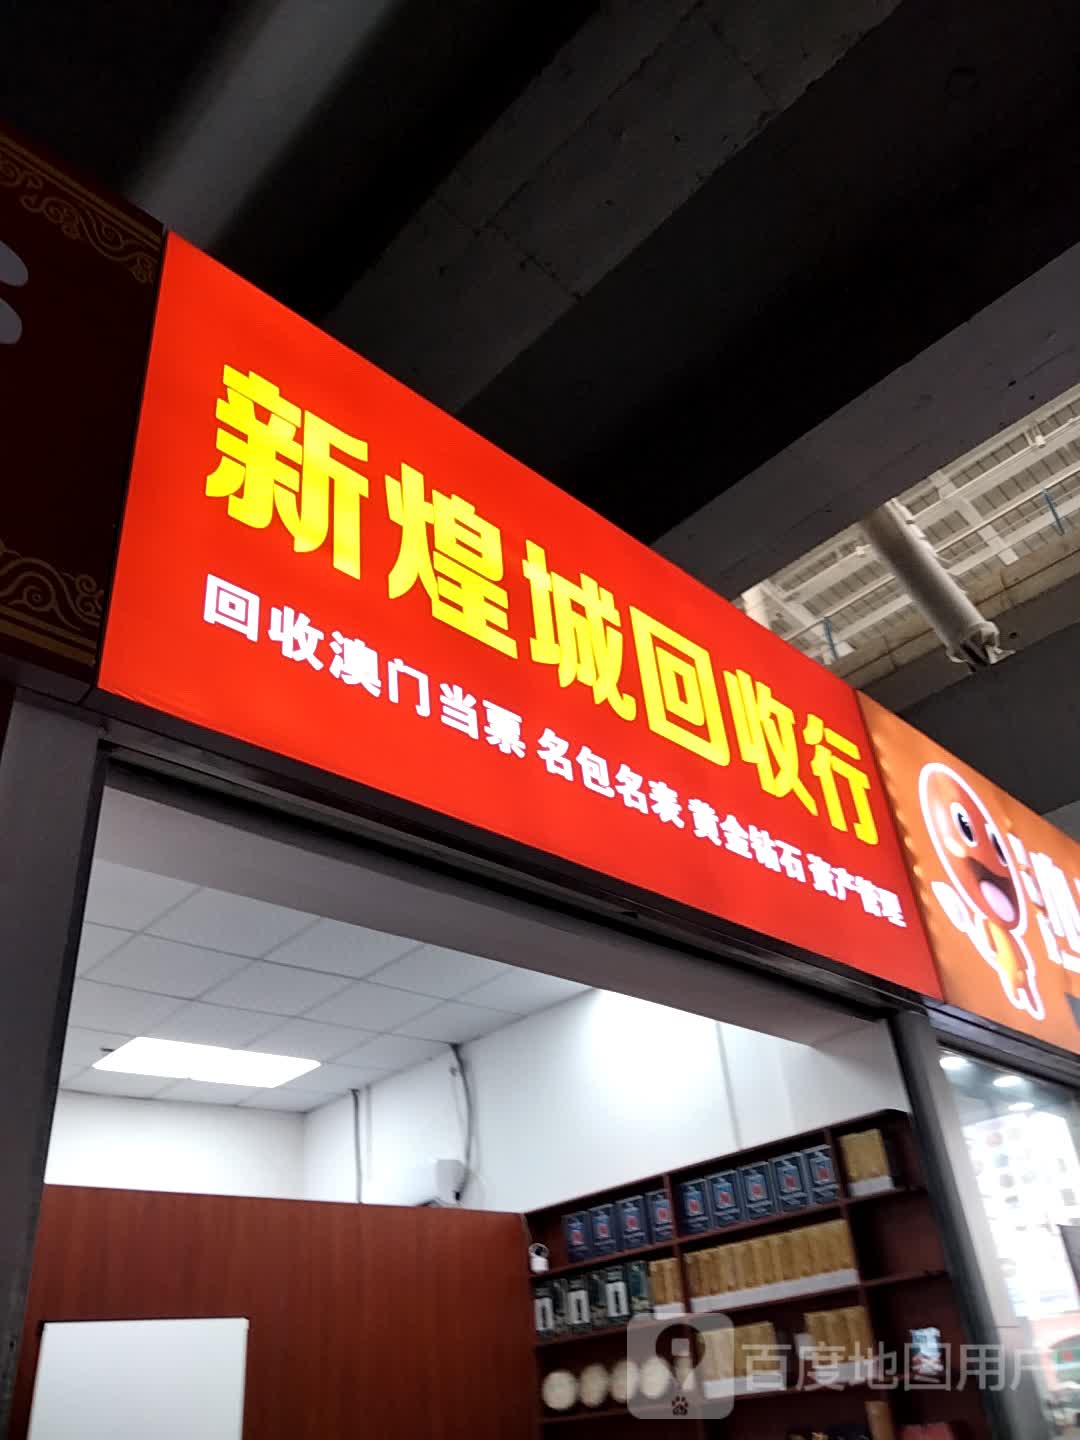 新煌城回收行
回收澳门当票 名包名表 黄金钻石 资产管理
百度地图用户